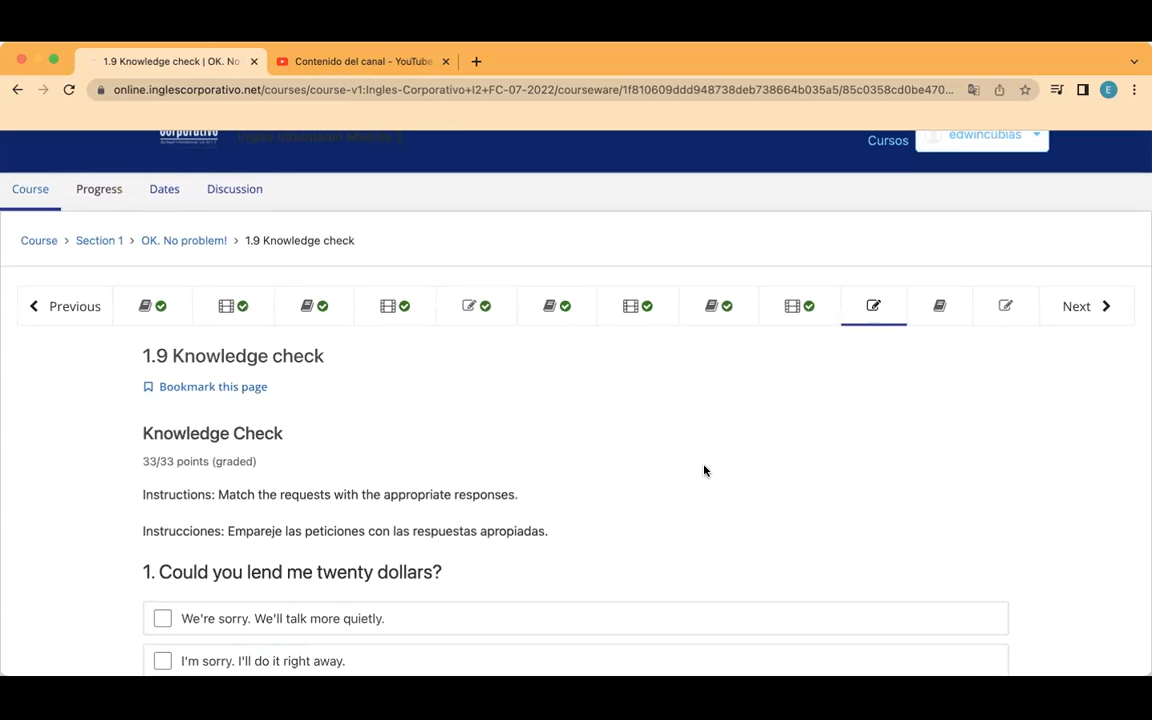 1.9 Knowledge check | OK. No
Contenido del canal - YouTube
online.inglescorporativo.net/courses/course-v1:Ingles-Corporativo+I2+FC-07-2022/courseware/1f810609ddd948738deb738664b035a5/85c0358cd0be470...
E
corporativo
Cursos
edwincubias
Course
Progress
Dates
Discussion
Course > Section 1 > OK. No problem! > 1.9 Knowledge check
Previous
Next
1.9 Knowledge check
Bookmark this page
Knowledge Check
33/33 points (graded)
Instructions: Match the requests with the appropriate responses.
Instrucciones: Empareje las peticiones con las respuestas apropiadas.
1. Could you lend me twenty dollars?
We're sorry. We'll talk more quietly.
I'm sorry. I'll do it right away.